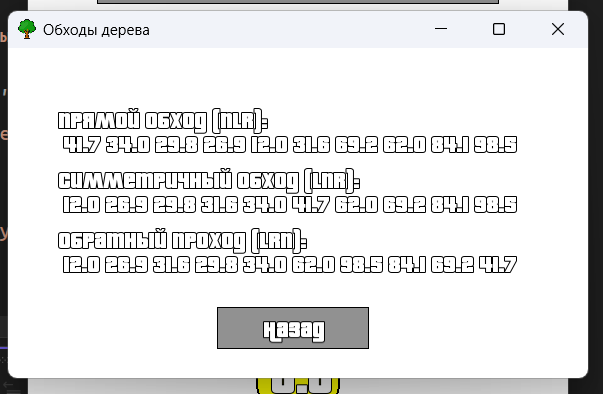 Обходы дерева
Прямой обход (NLR):
41.7 34.0 29.8 26.9 12.0 31.6 69.2 62.0 84.1 98.5
Симметричный обход (LNR):
12.0 26.9 29.8 31.6 34.0 41.7 62.0 69.2 84.1 98.5
Обратный проход (LRN):
12.0 26.9 31.6 29.8 34.0 62.0 98.5 84.1 69.2 41.7
Назад